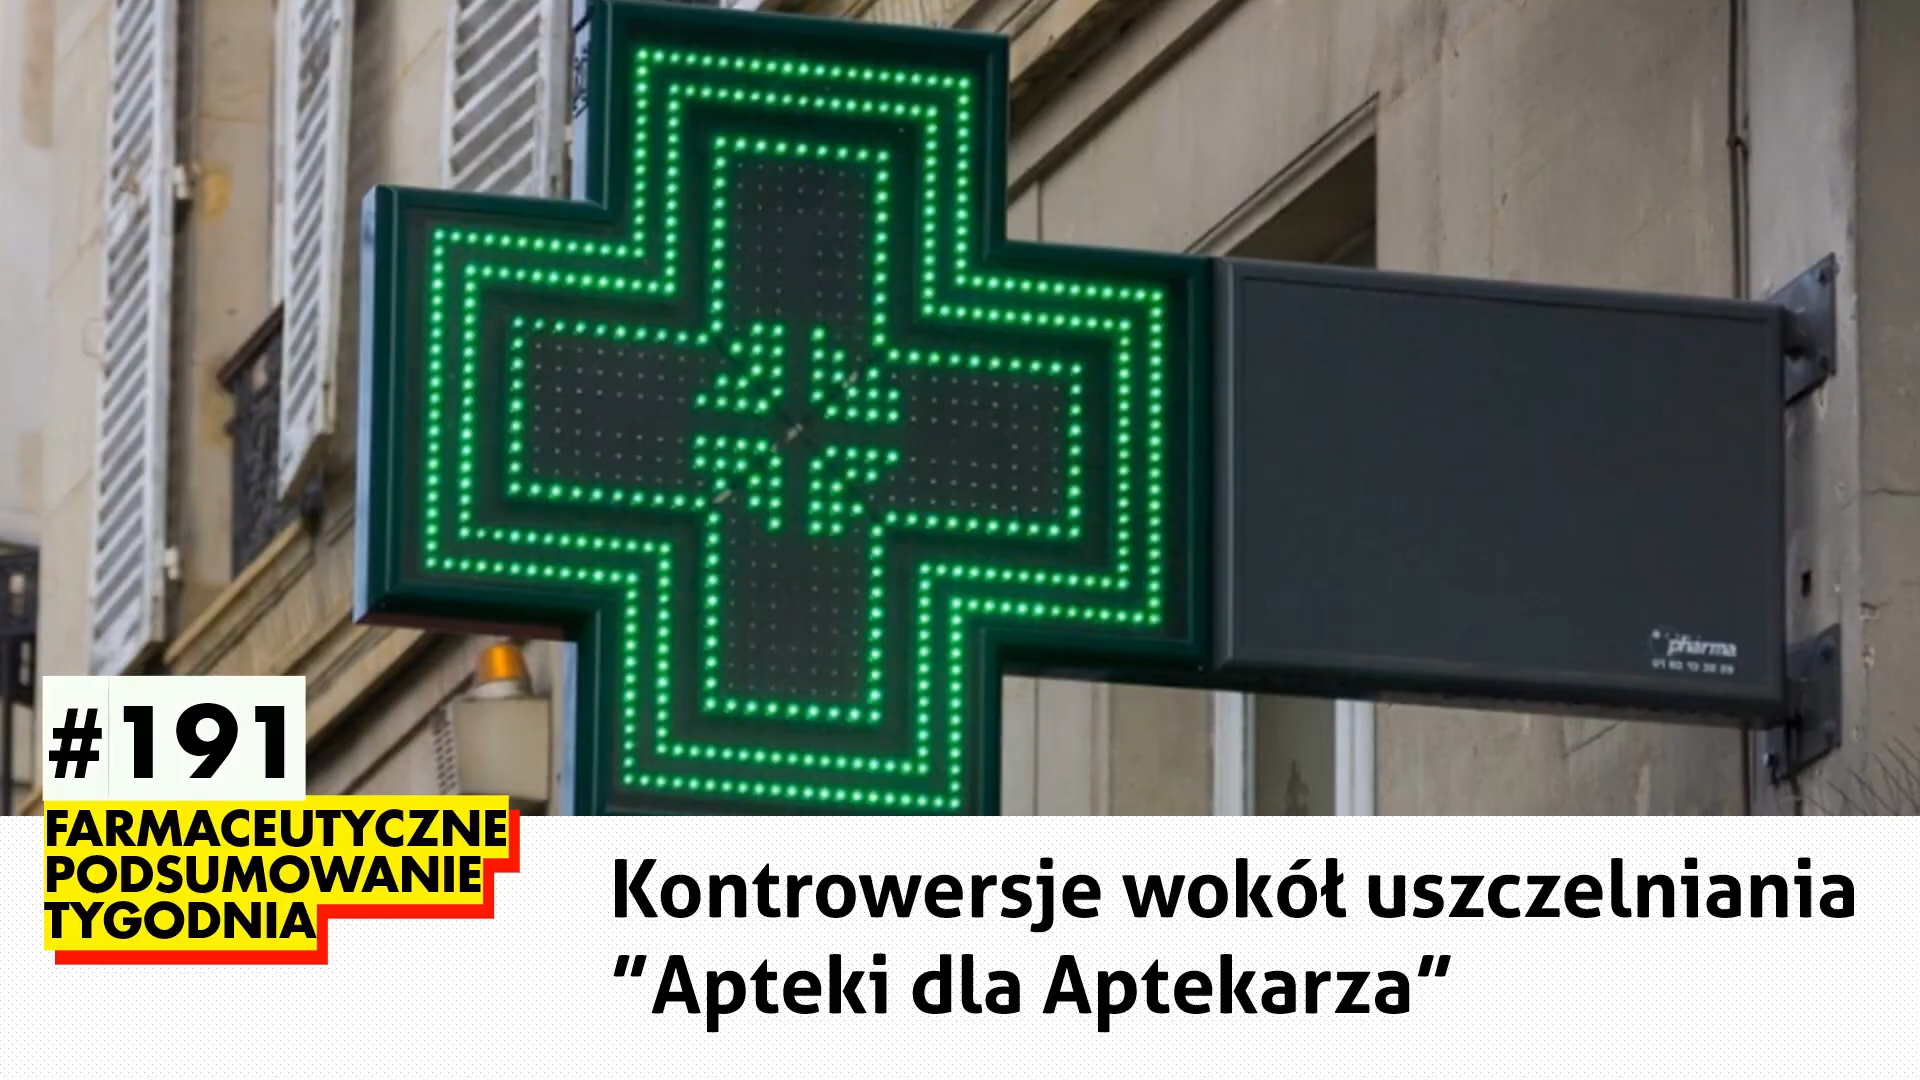 pharma
#191
FARMACEUTYCZNE
PODSUMOWANIE
TYGODNIA
Kontrowersje wokół uszczelniania
"Apteki dla Aptekarza"